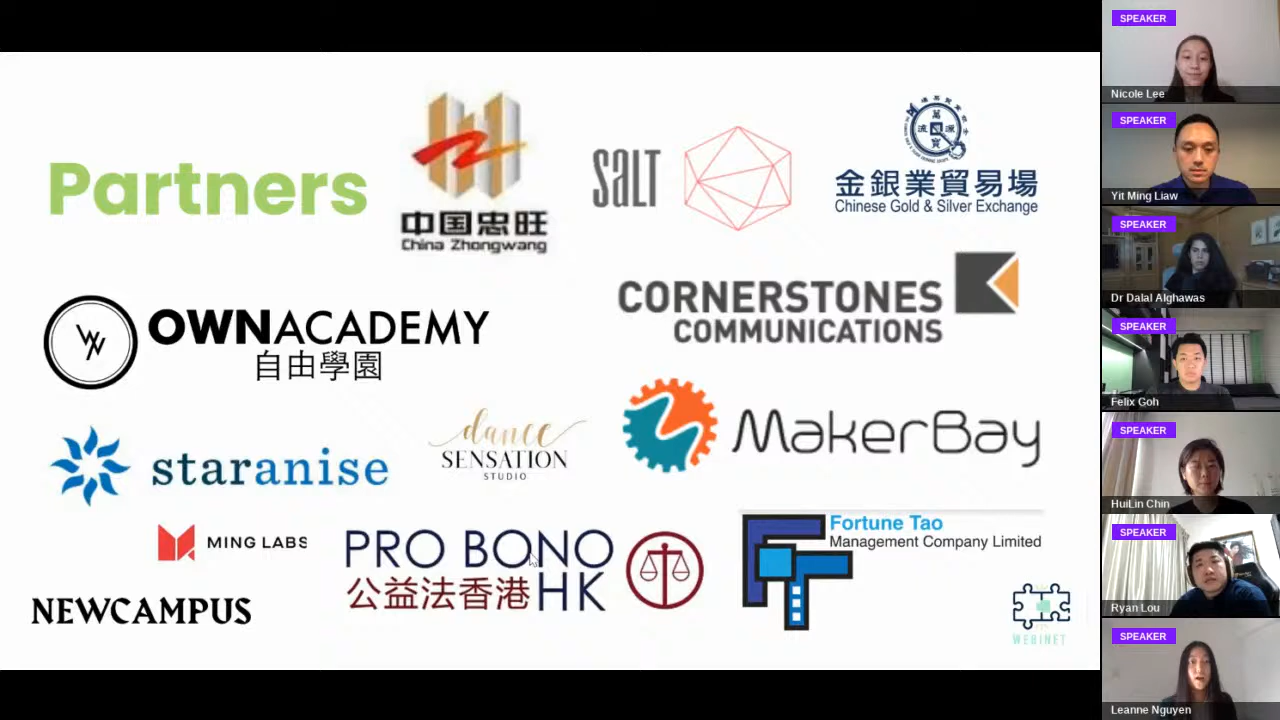 Partners
中国忠旺
China Zhongwang
SALT
金銀業貿易場
Chinese Gold & Silver Exchange
OWNACADEMY
自由學園
CORNERSTONES
COMMUNICATIONS
staranise
dance
SENSATION
STUDIO
MakerBay
MING LABS
PRO BONO
公益法香港HK
Fortune Tao
Management Company Limited
NEWCAMPUS
WEBINET
SPEAKER
Nicole Lee
SPEAKER
Yit Ming Liaw
SPEAKER
Dr Dalal Alghawas
SPEAKER
Felix Goh
SPEAKER
HuiLin Chin
SPEAKER
Ryan Lou
SPEAKER
Leanne Nguyen